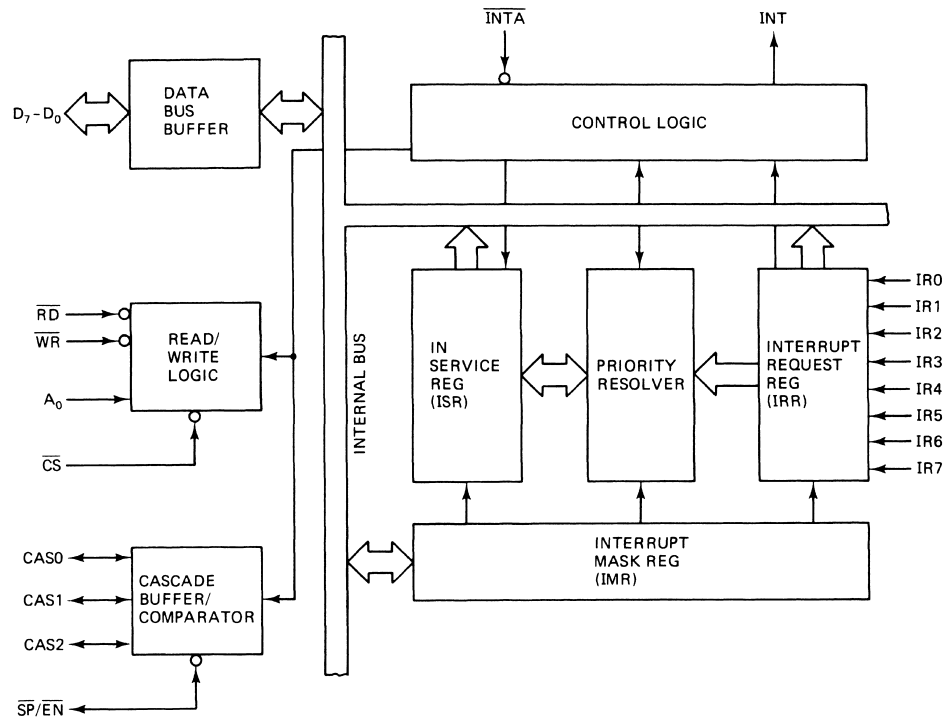 INTA
INT
DATA
BUS
BUFFER
D7-D0
CONTROL LOGIC
RD
WR
A0
CS
READ/
WRITE
LOGIC
INTERNAL BUS
IN
SERVICE
REG
(ISR)
PRIORITY
RESOLVER
INTERRUPT
REQUEST
REG
(IRR)
IR0
IR1
IR2
IR3
IR4
IR5
IR6
IR7
CAS0
CAS1
CAS2
CASCADE
BUFFER/
COMPARATOR
SP/EN
INTERRUPT
MASK REG
(IMR)